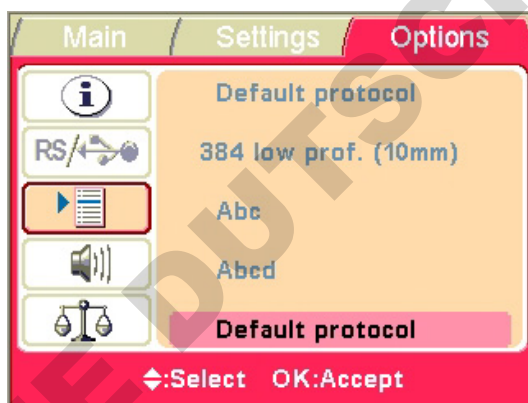 Main Settings Options
Default protocol
RS/
384 low prof. (10mm)
Abc
Abcd
Default protocol
:Select OK:Accept